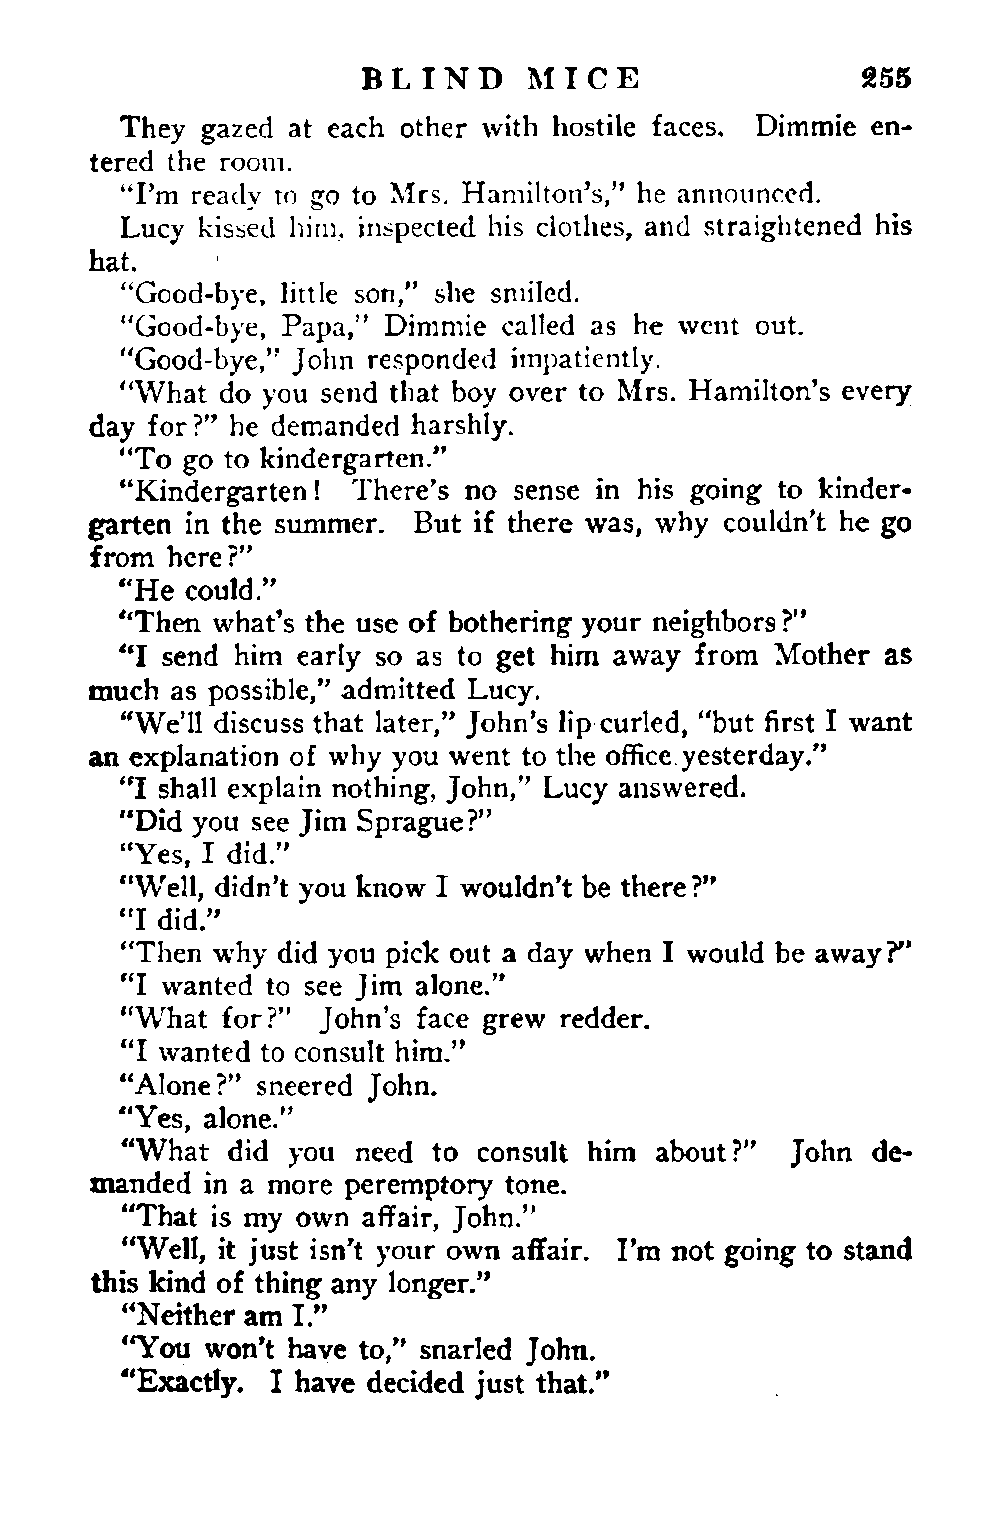 BLIND MICE 255
They gazed at each other with hostile faces. Dimmie en-
tered the room.
“I’m ready to go to Mrs. Hamilton’s,” he announced.
Lucy kissed him, inspected his clothes, and straightened his
hat.
“Good-bye, little son,” she smiled.
“Good-bye, Papa,” Dimmie called as he went out.
“Good-bye,” John responded impatiently.
“What do you send that boy over to Mrs. Hamilton’s every
day for?” he demanded harshly.
“To go to kindergarten.”
“Kindergarten! There’s no sense in his going to kinder-
garten in the summer. But if there was, why couldn’t he go
from here?”
“He could.”
“Then what’s the use of bothering your neighbors?”
“I send him early so as to get him away from Mother as
much as possible,” admitted Lucy.
“We’ll discuss that later,” John’s lip curled, “but first I want
an explanation of why you went to the office yesterday.”
“I shall explain nothing, John,” Lucy answered.
“Did you see Jim Sprague?”
“Yes, I did.”
“Well, didn’t you know I wouldn’t be there?”
“I did.”
“Then why did you pick out a day when I would be away?”
“I wanted to see Jim alone.”
“What for?” John’s face grew redder.
“I wanted to consult him.”
“Alone?” sneered John.
“Yes, alone.”
“What did you need to consult him about?” John de-
manded in a more peremptory tone.
“That is my own affair, John.”
“Well, it just isn’t your own affair. I’m not going to stand
this kind of thing any longer.”
“Neither am I.”
“You won’t have to,” snarled John.
“Exactly. I have decided just that.”